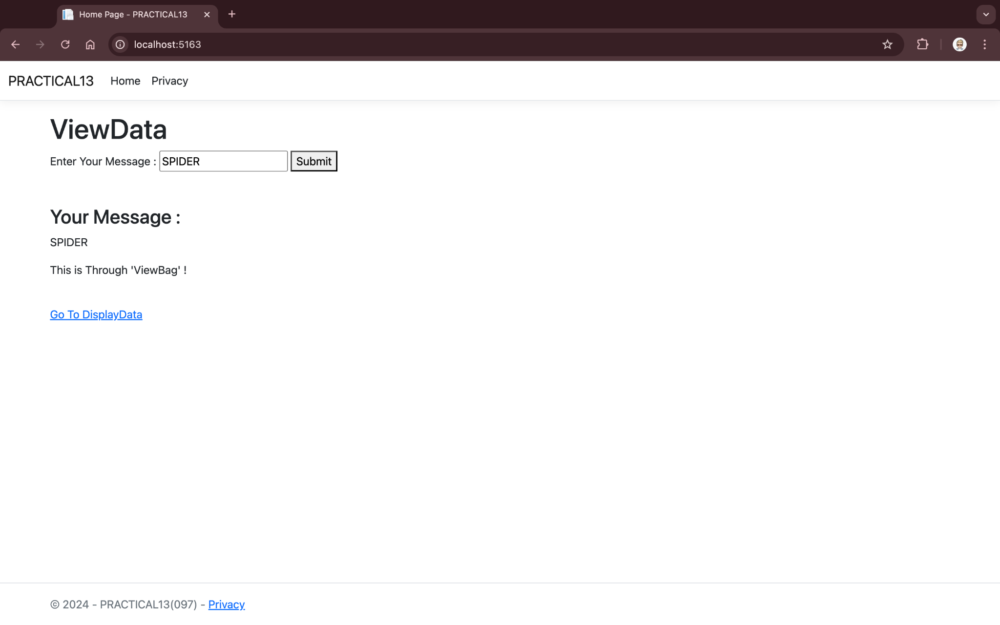 Home Page - PRACTICAL13
localhost:5163
PRACTICAL13 Home Privacy
ViewData
Enter Your Message : SPIDER Submit
Your Message :
SPIDER
This is Through 'ViewBag' !
Go To DisplayData
© 2024 - PRACTICAL13(097) - Privacy